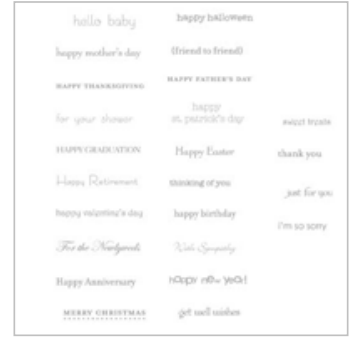 hello baby
happy mother's day
HAPPY THANKSGIVING
for your shower
HAPPY GRADUATION
Happy Retirement
happy valentine's day
For the Newlyweds
Happy Anniversary
MERRY CHRISTMAS
happy halloween
{friend to friend}
HAPPY FATHER'S DAY
happy
st. patrick's day
Happy Easter
thinking of you
happy birthday
With Sympathy
happy new year!
get well wishes
sweet treats
thank you
just for you
I'm so sorry